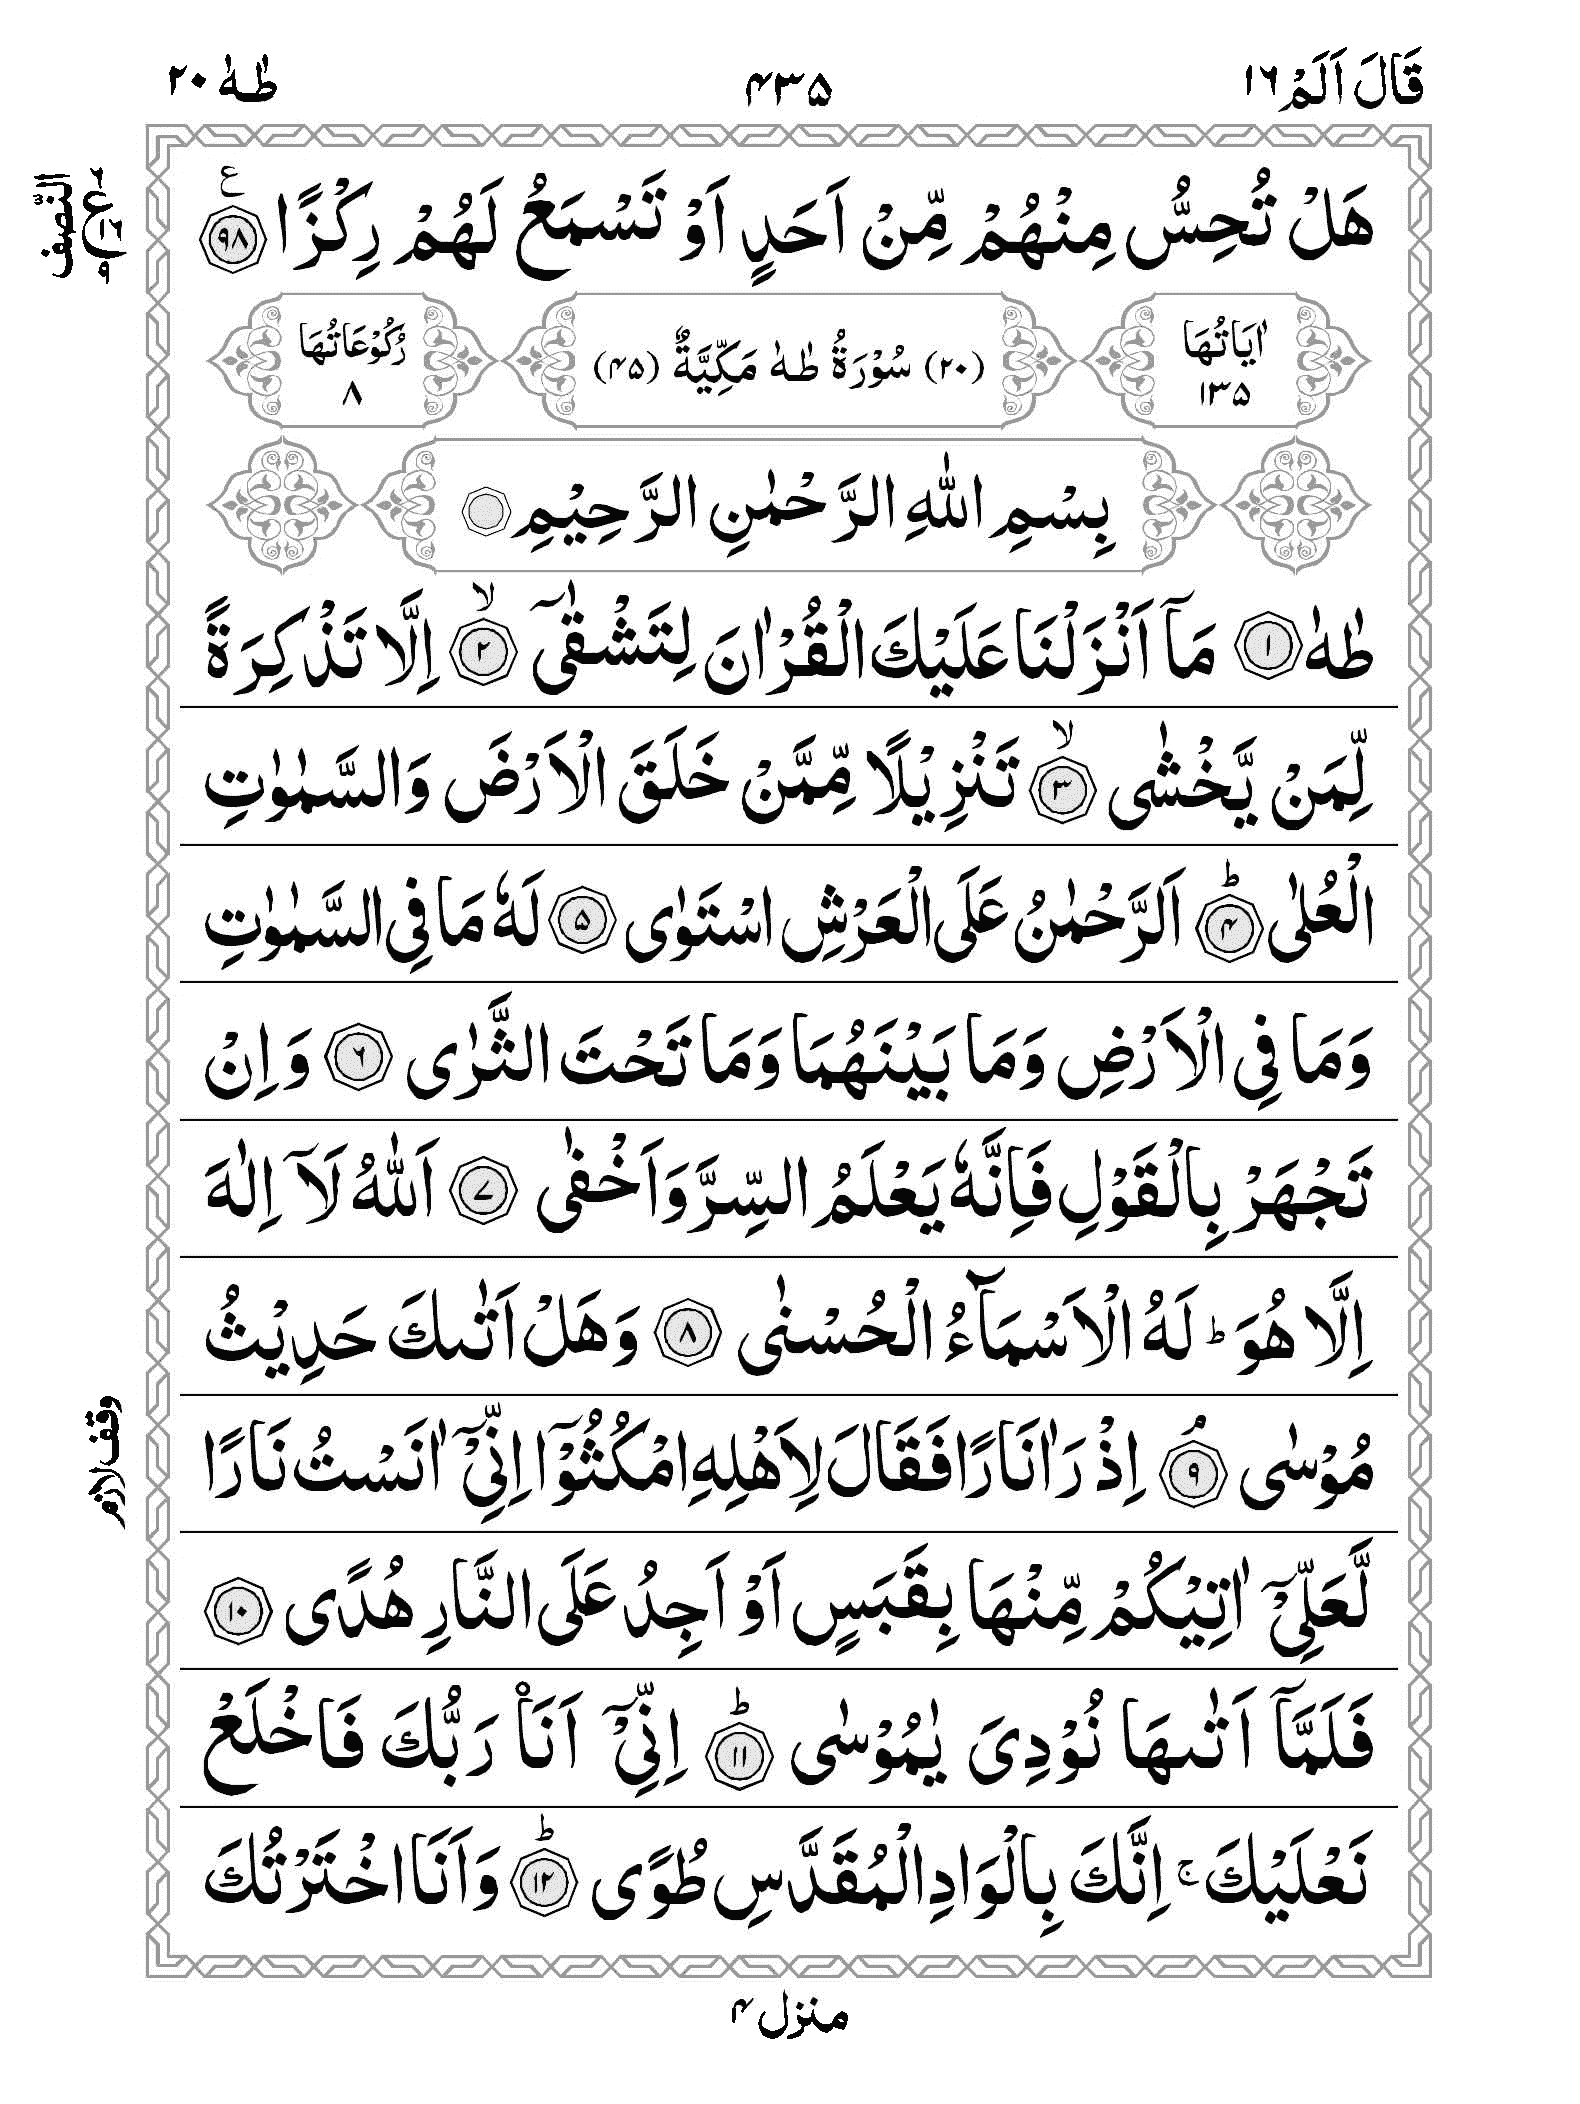 قَالَ اَلَمْ ١٦
٤٣٥
طٰهٰ ٢٠
هَلْ تُحِسُّ مِنْهُمْ مِّنْ اَحَدٍ اَوْ تَسْمَعُ لَهُمْ رِكْزًا ۝٩٨ ع
النّصف
ع ١٦
اٰيَاتُهَا ١٣٥
(٢٠) سُوْرَةُ طٰهٰ مَكِّيَّةٌ (٤٥)
رُكُوْعَاتُهَا ٨
بِسْمِ اللّٰهِ الرَّحْمٰنِ الرَّحِيْمِ ۝
طٰهٰ ۝١ مَاۤ اَنْزَلْنَا عَلَيْكَ الْقُرْاٰنَ لِتَشْقٰۤى ۝٢ۙ اِلَّا تَذْكِرَةً
لِّمَنْ يَّخْشٰى ۝٣ۙ تَنْزِيْلًا مِّمَّنْ خَلَقَ الْاَرْضَ وَالسَّمٰوٰتِ
الْعُلٰى ۝٤ؕ اَلرَّحْمٰنُ عَلَى الْعَرْشِ اسْتَوٰى ۝٥ لَهٗ مَا فِى السَّمٰوٰتِ
وَمَا فِى الْاَرْضِ وَمَا بَيْنَهُمَا وَمَا تَحْتَ الثَّرٰى ۝٦ وَاِنْ
تَجْهَرْ بِالْقَوْلِ فَاِنَّهٗ يَعْلَمُ السِّرَّ وَاَخْفٰى ۝٧ اَللّٰهُ لَاۤ اِلٰهَ
اِلَّا هُوَؕ لَهُ الْاَسْمَآءُ الْحُسْنٰى ۝٨ وَهَلْ اَتٰىكَ حَدِيْثُ
مُوْسٰى ۝٩ۘ اِذْ رَاٰ نَارًا فَقَالَ لِاَهْلِهِ امْكُثُوْۤا اِنِّىْۤ اٰنَسْتُ نَارًا
وقف لازم
لَّعَلِّىْۤ اٰتِيْكُمْ مِّنْهَا بِقَبَسٍ اَوْ اَجِدُ عَلَى النَّارِ هُدًى ۝١٠
فَلَمَّاۤ اَتٰىهَا نُوْدِىَ يٰمُوْسٰى ۝١١ؕ اِنِّىْۤ اَنَا۠ رَبُّكَ فَاخْلَعْ
نَعْلَيْكَۚ اِنَّكَ بِالْوَادِ الْمُقَدَّسِ طُوًى ۝١٢ؕ وَاَنَا اخْتَرْتُكَ
منزل ٤